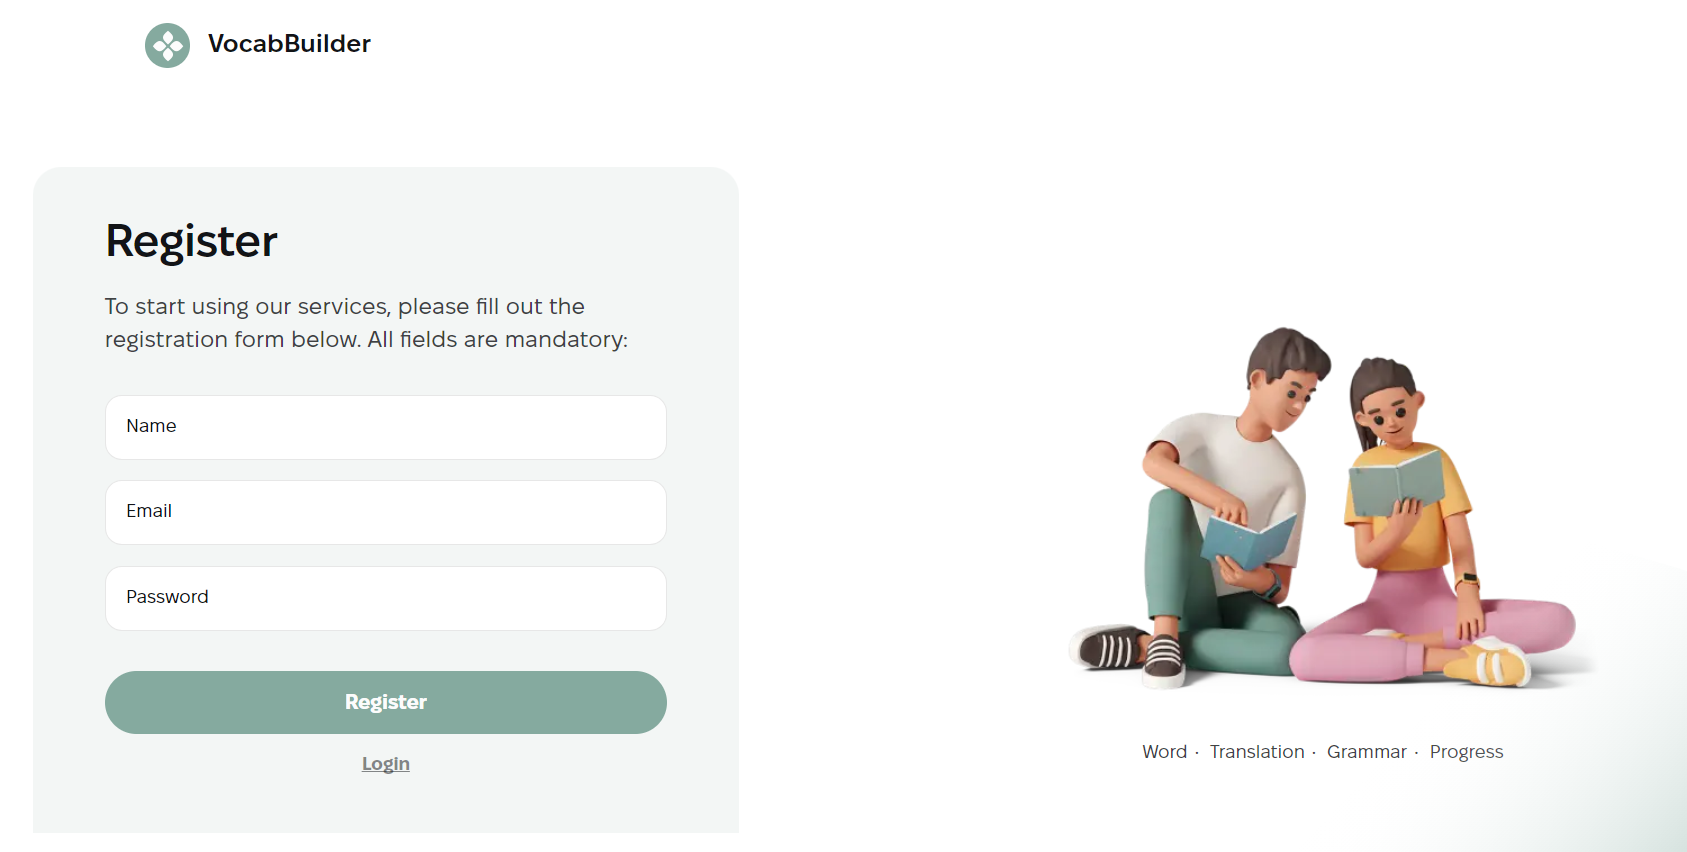 VocabBuilder
Register
To start using our services, please fill out the
registration form below. All fields are mandatory:
Name
Email
Password
Register
Login
Word · Translation · Grammar · Progress